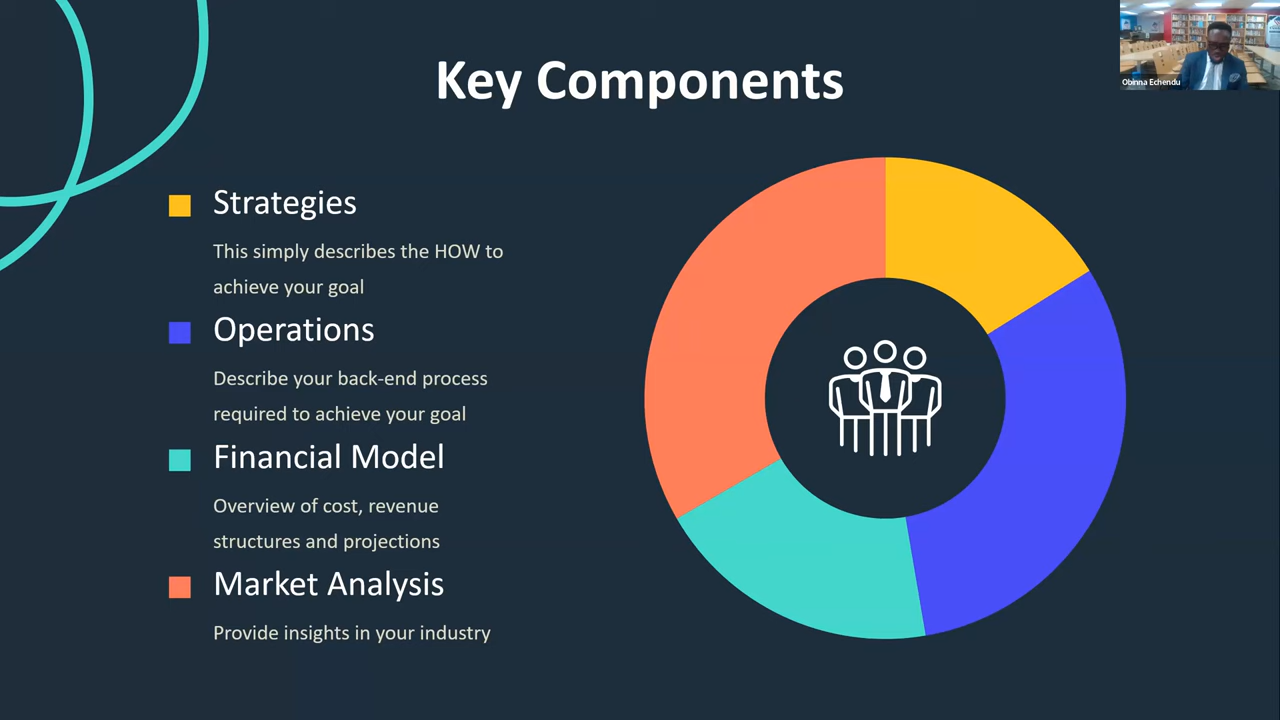 Key Components
Obinna Echendu
Strategies
This simply describes the HOW to
achieve your goal
Operations
Describe your back-end process
required to achieve your goal
Financial Model
Overview of cost, revenue
structures and projections
Market Analysis
Provide insights in your industry